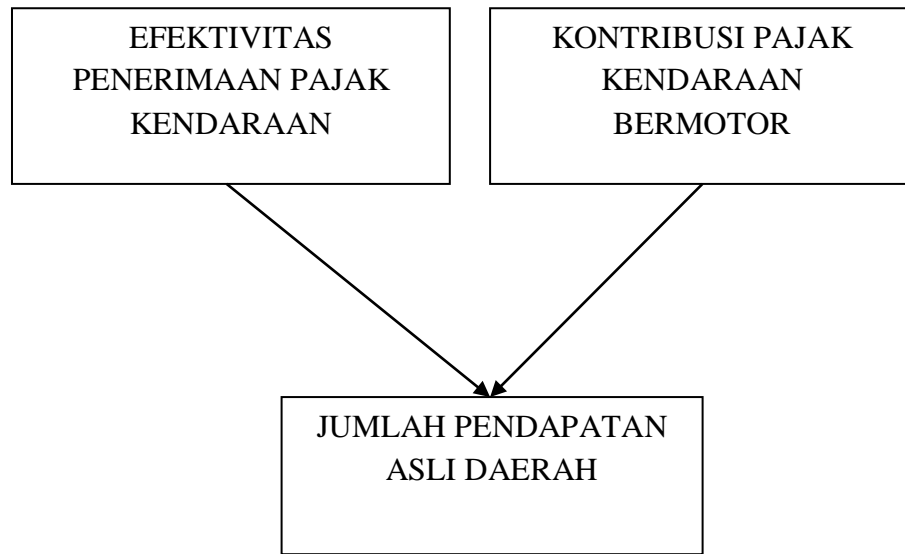 EFEKTIVITAS
PENERIMAAN PAJAK
KENDARAAN
KONTRIBUSI PAJAK
KENDARAAN
BERMOTOR
JUMLAH PENDAPATAN
ASLI DAERAH